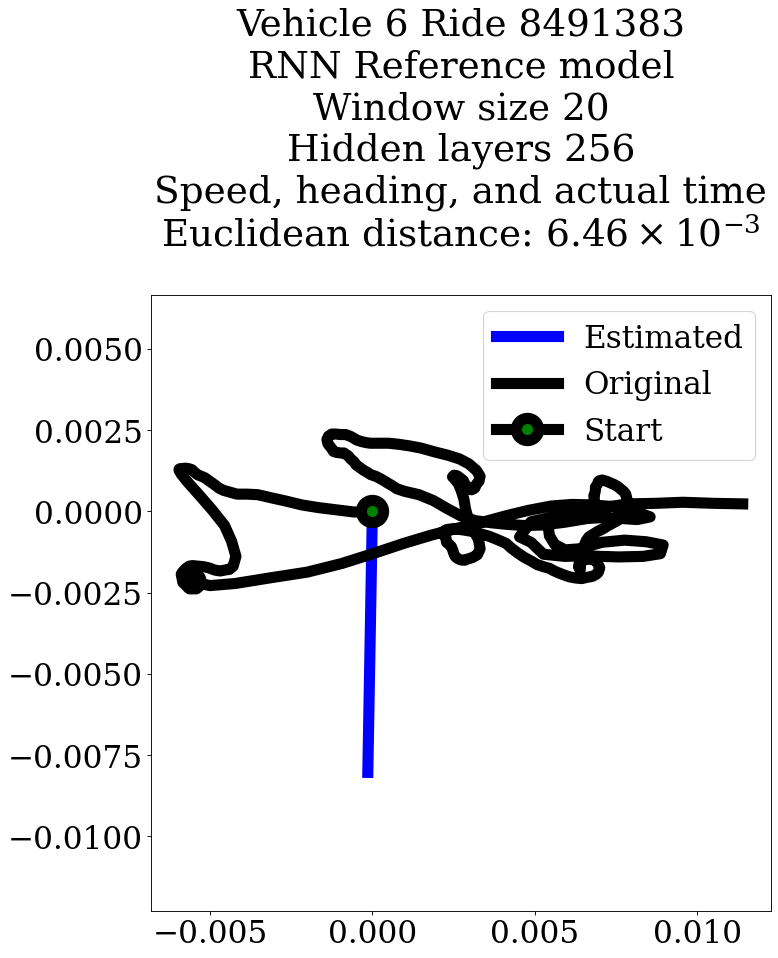 Vehicle 6 Ride 8491383
RNN Reference model
Window size 20
Hidden layers 256
Speed, heading, and actual time
Euclidean distance: 6.46 × 10⁻³
Estimated
Original
Start
0.0050
0.0025
0.0000
−0.0025
−0.0050
−0.0075
−0.0100
−0.005 0.000 0.005 0.010